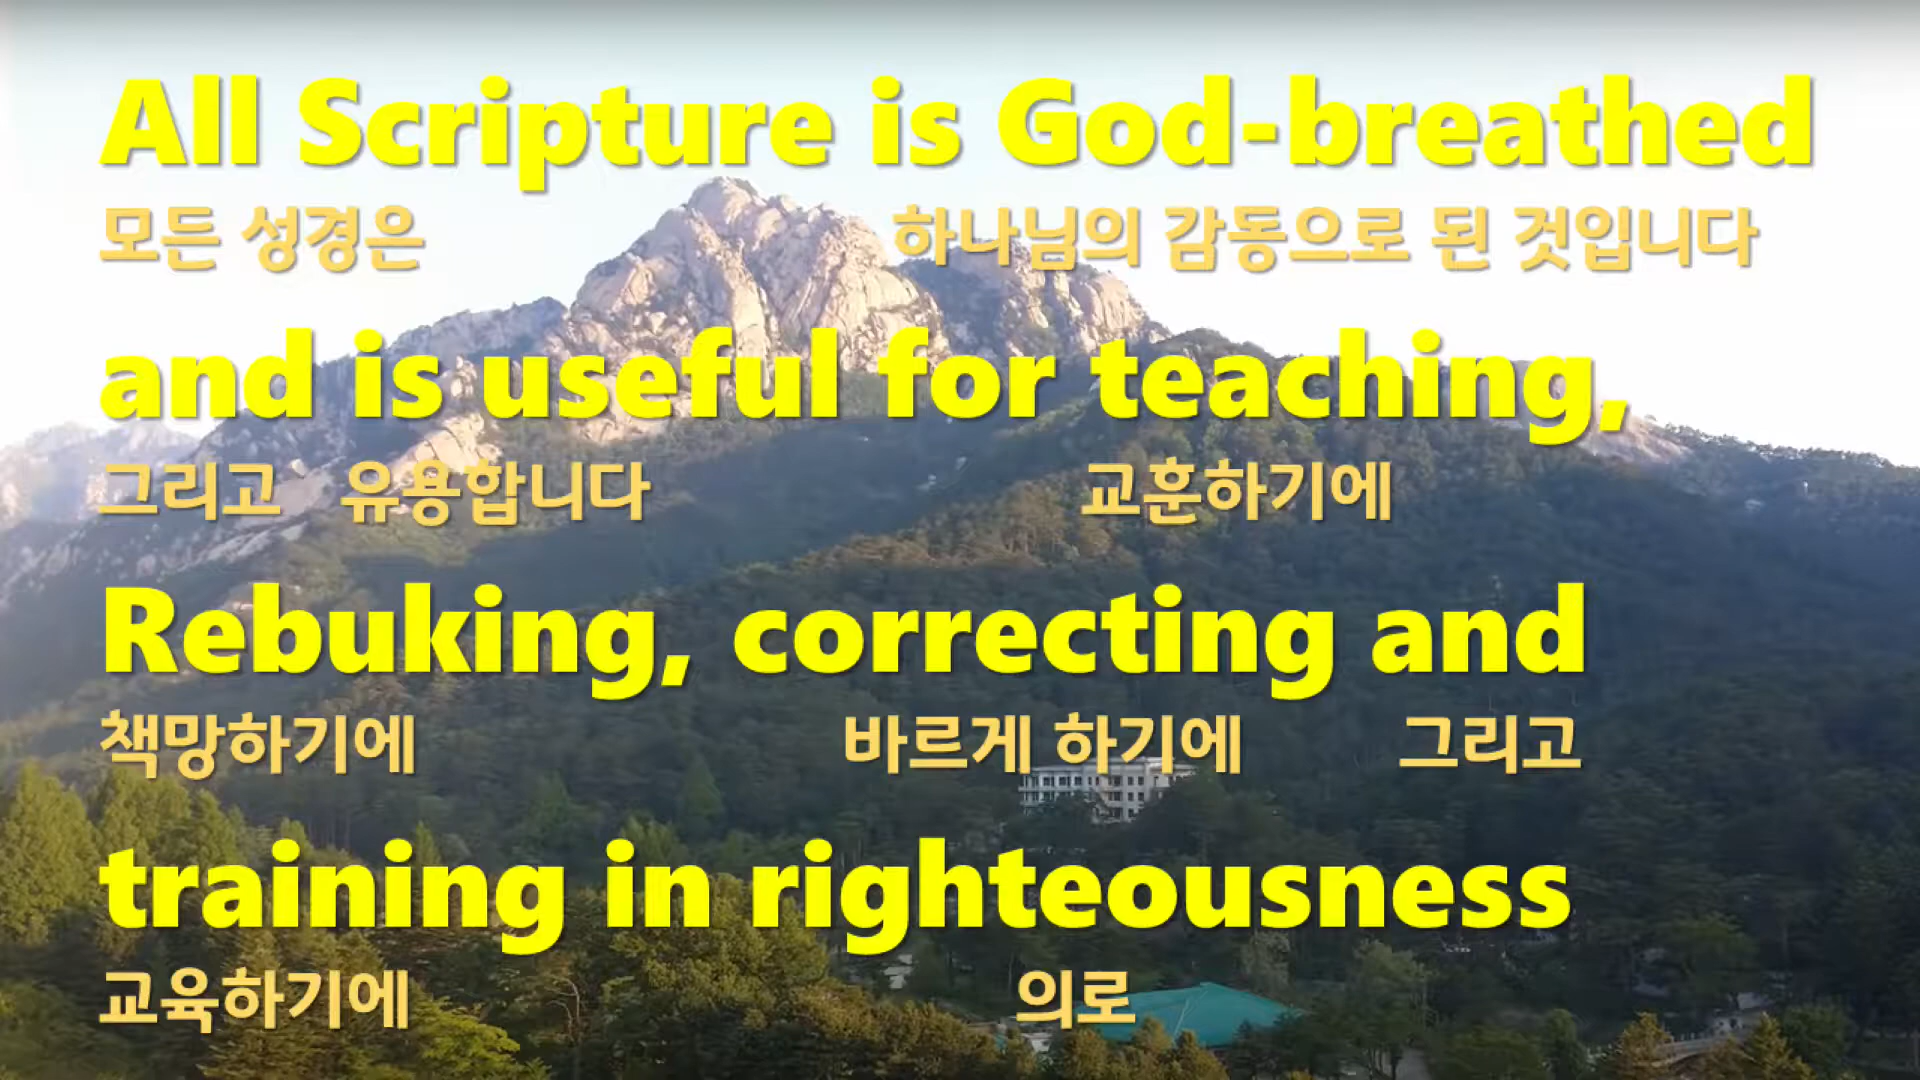 All Scripture is God-breathed
모든 성경은 하나님의 감동으로 된 것입니다
and is useful for teaching,
그리고 유용합니다 교훈하기에
Rebuking, correcting and
책망하기에 바르게 하기에 그리고
training in righteousness
교육하기에 의로